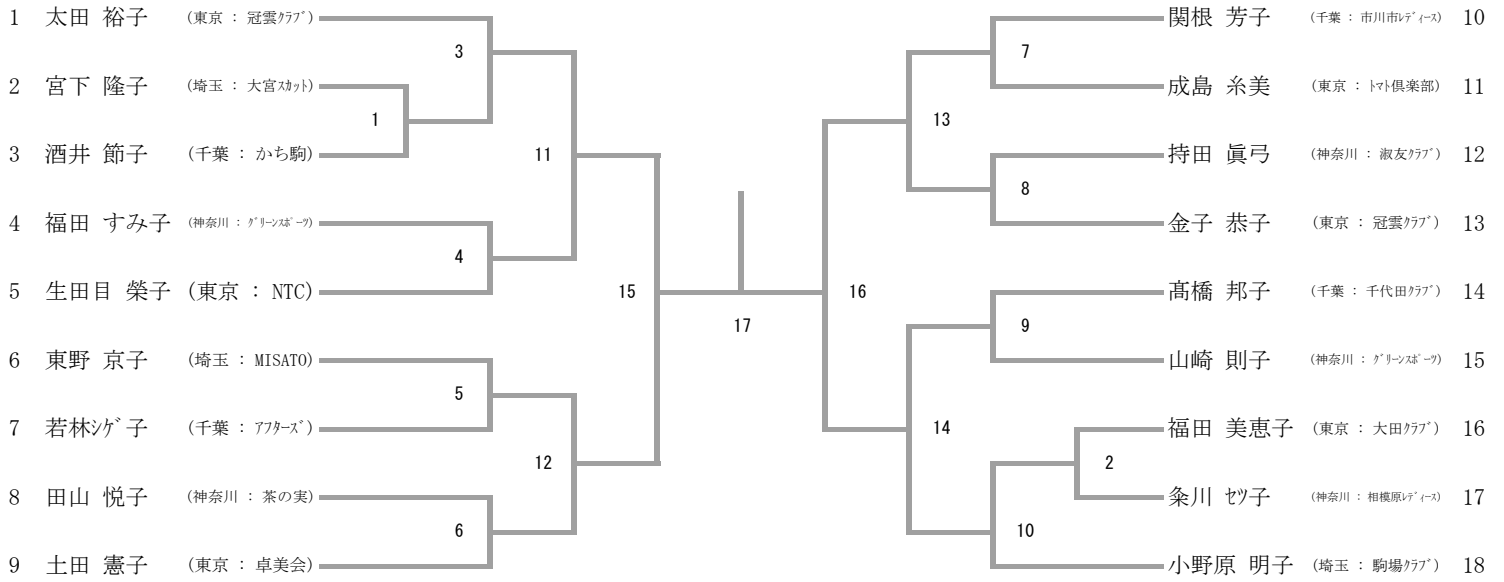 1 太田 裕子 (東京 : 冠雲ｸﾗﾌﾞ)
2 宮下 隆子 (埼玉 : 大宮ｽｶｯﾄ)
3 酒井 節子 (千葉 : かち駒)
4 福田 すみ子 (神奈川 : ｸﾞﾘｰﾝｽﾎﾟｰﾂ)
5 生田目 榮子 (東京 : NTC)
6 東野 京子 (埼玉 : MISATO)
7 若林ｼｹﾞ子 (千葉 : ｱﾌﾀｰｽﾞ)
8 田山 悦子 (神奈川 : 茶の実)
9 土田 憲子 (東京 : 卓美会)
3
1
11
4
15
5
12
6
17
7
13
8
16
9
14
2
10
関根 芳子 (千葉 : 市川市ﾚﾃﾞｨｰｽ) 10
成島 糸美 (東京 : ﾄﾏﾄ倶楽部) 11
持田 眞弓 (神奈川 : 淑友ｸﾗﾌﾞ) 12
金子 恭子 (東京 : 冠雲ｸﾗﾌﾞ) 13
髙橋 邦子 (千葉 : 千代田ｸﾗﾌﾞ) 14
山崎 則子 (神奈川 : ｸﾞﾘｰﾝｽﾎﾟｰﾂ) 15
福田 美恵子 (東京 : 大田ｸﾗﾌﾞ) 16
粂川 ｾﾂ子 (神奈川 : 相模原ﾚﾃﾞｨｰｽ) 17
小野原 明子 (埼玉 : 駒場ｸﾗﾌﾞ) 18